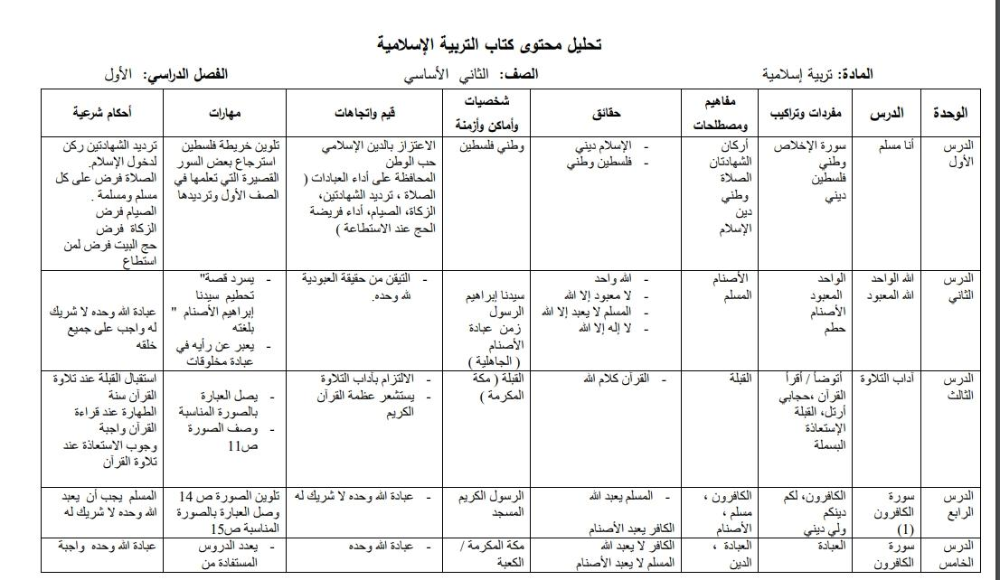 تحليل محتوى كتاب التربية الإسلامية
المادة: تربية إسلامية الصف: الثاني الأساسي الفصل الدراسي: الأول
الوحدة
الدرس
مفردات وتراكيب
مفاهيم
ومصطلحات
حقائق
شخصيات
وأماكن وأزمنة
قيم واتجاهات
مهارات
أحكام شرعية
الدرس
الأول
أنا مسلم
سورة الإخلاص
وطني
فلسطين
ديني
أركان
الشهادتان
الصلاة
وطني
دين
الإسلام
- الإسلام ديني
- فلسطين وطني
وطني فلسطين
الاعتزاز بالدين الإسلامي
حب الوطن
المحافظة على أداء العبادات (
الصلاة ، ترديد الشهادتين،
الزكاة، الصيام، أداء فريضة
الحج عند الاستطاعة )
تلوين خريطة فلسطين
استرجاع بعض السور
القصيرة التي تعلمها في
الصف الأول وترديدها
ترديد الشهادتين ركن
لدخول الإسلام.
الصلاة فرض على كل
مسلم ومسلمة .
الصيام فرض
الزكاة فرض
حج البيت فرض لمن
استطاع
الدرس
الثاني
الله الواحد
الله المعبود
الواحد
المعبود
الأصنام
حطم
الأصنام
المسلم
- الله واحد
- لا معبود إلا الله
- المسلم لا يعبد إلا الله
- لا إله إلا الله
سيدنا إبراهيم
الرسول
زمن عبادة
الأصنام
( الجاهلية )
- التيقن من حقيقة العبودية
لله وحده.
- يسرد قصة"
تحطيم سيدنا
إبراهيم الأصنام "
بلغته
- يعبر عن رأيه في
عبادة مخلوقات
عبادة الله وحده لا شريك
له واجب على جميع
خلقه
الدرس
الثالث
آداب التلاوة
أتوضأ / أقرأ
القرآن ،حجابي
أرتل، القبلة
الإستعاذة
البسملة
القبلة
- القرآن كلام الله
القبلة ( مكة
المكرمة )
- الالتزام بآداب التلاوة
- يستشعر عظمة القرآن
الكريم
- يصل العبارة
بالصورة المناسبة
- وصف الصورة
ص11
استقبال القبلة عند تلاوة
القرآن سنة
الطهارة عند قراءة
القرآن واجبة
وجوب الاستعاذة عند
تلاوة القرآن
الدرس
الرابع
سورة
الكافرون
(1)
الكافرون، لكم
دينكم
ولي ديني
الكافرون ،
مسلم ،
الأصنام
- المسلم يعبد الله
الكافر يعبد الأصنام
الرسول الكريم
المسجد
- عبادة الله وحده لا شريك له
تلوين الصورة ص 14
وصل العبارة بالصورة
المناسبة ص15
المسلم يجب أن يعبد
الله وحده لا شريك له
الدرس
الخامس
سورة
الكافرون
العبادة
العبادة ،
الدين
الكافر لا يعبد الله
المسلم لا يعبد الأصنام
مكة المكرمة /
الكعبة
- عبادة الله وحده
- يعدد الدروس
المستفادة من
عبادة الله وحده واجبة